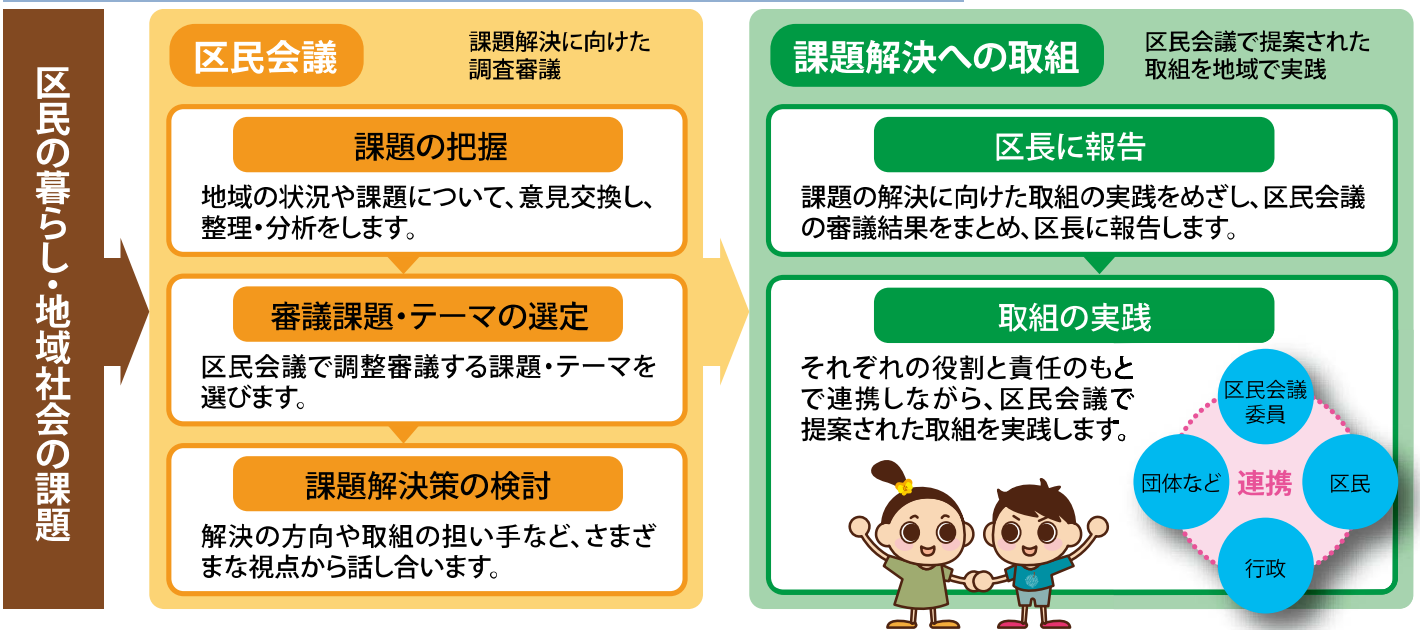 区民の暮らし・地域社会の課題
区民会議
課題解決に向けた
調査審議
課題の把握
地域の状況や課題について、意見交換し、
整理・分析をします。
審議課題・テーマの選定
区民会議で調整審議する課題・テーマを
選びます。
課題解決策の検討
解決の方向や取組の担い手など、さまざ
まな視点から話し合います。
課題解決への取組
区民会議で提案された
取組を地域で実践
区長に報告
課題の解決に向けた取組の実践をめざし、区民会議
の審議結果をまとめ、区長に報告します。
取組の実践
それぞれの役割と責任のもと
で連携しながら、区民会議で
提案された取組を実践します。
区民会議
委員
団体など
連携
区民
行政